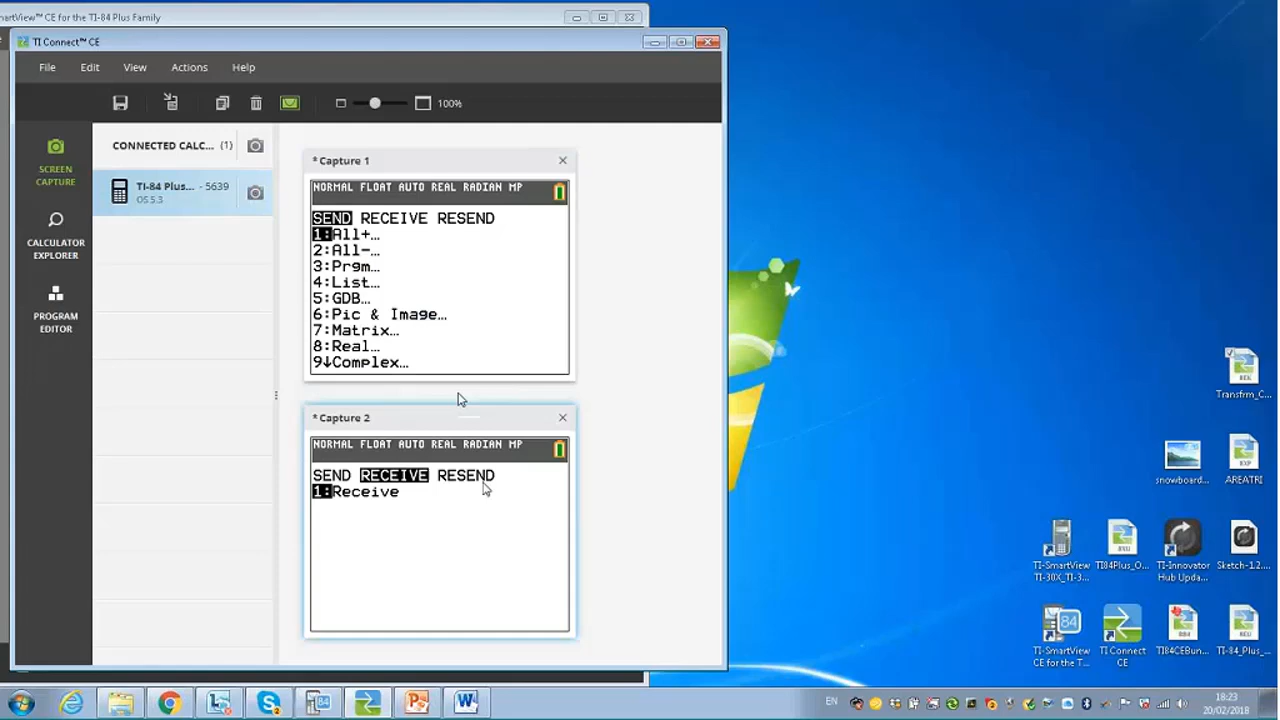 martView™ CE for the TI-84 Plus Family
TI Connect™ CE
File Edit View Actions Help
100%
CONNECTED CALC... (1)
SCREEN
CAPTURE
TI-84 Plus... - 5639
OS 5.3
CALCULATOR
EXPLORER
PROGRAM
EDITOR
* Capture 1
NORMAL FLOAT AUTO REAL RADIAN MP
SEND RECEIVE RESEND
1:All+…
2:All-…
3:Prgm…
4:List…
5:GDB…
6:Pic & Image…
7:Matrix…
8:Real…
9↓Complex…
* Capture 2
NORMAL FLOAT AUTO REAL RADIAN MP
SEND RECEIVE RESEND
1:Receive
Transfrm_C...
snowboard...
AREATRI
TI-SmartView
TI-30X_TI-3...
TI84Plus_O...
TI-Innovator
Hub Upda...
Sketch-1.2....
TI-SmartView
CE for the T...
TI Connect
CE
TI84CEBun...
TI-84_Plus_...
EN
18:23
20/02/2018